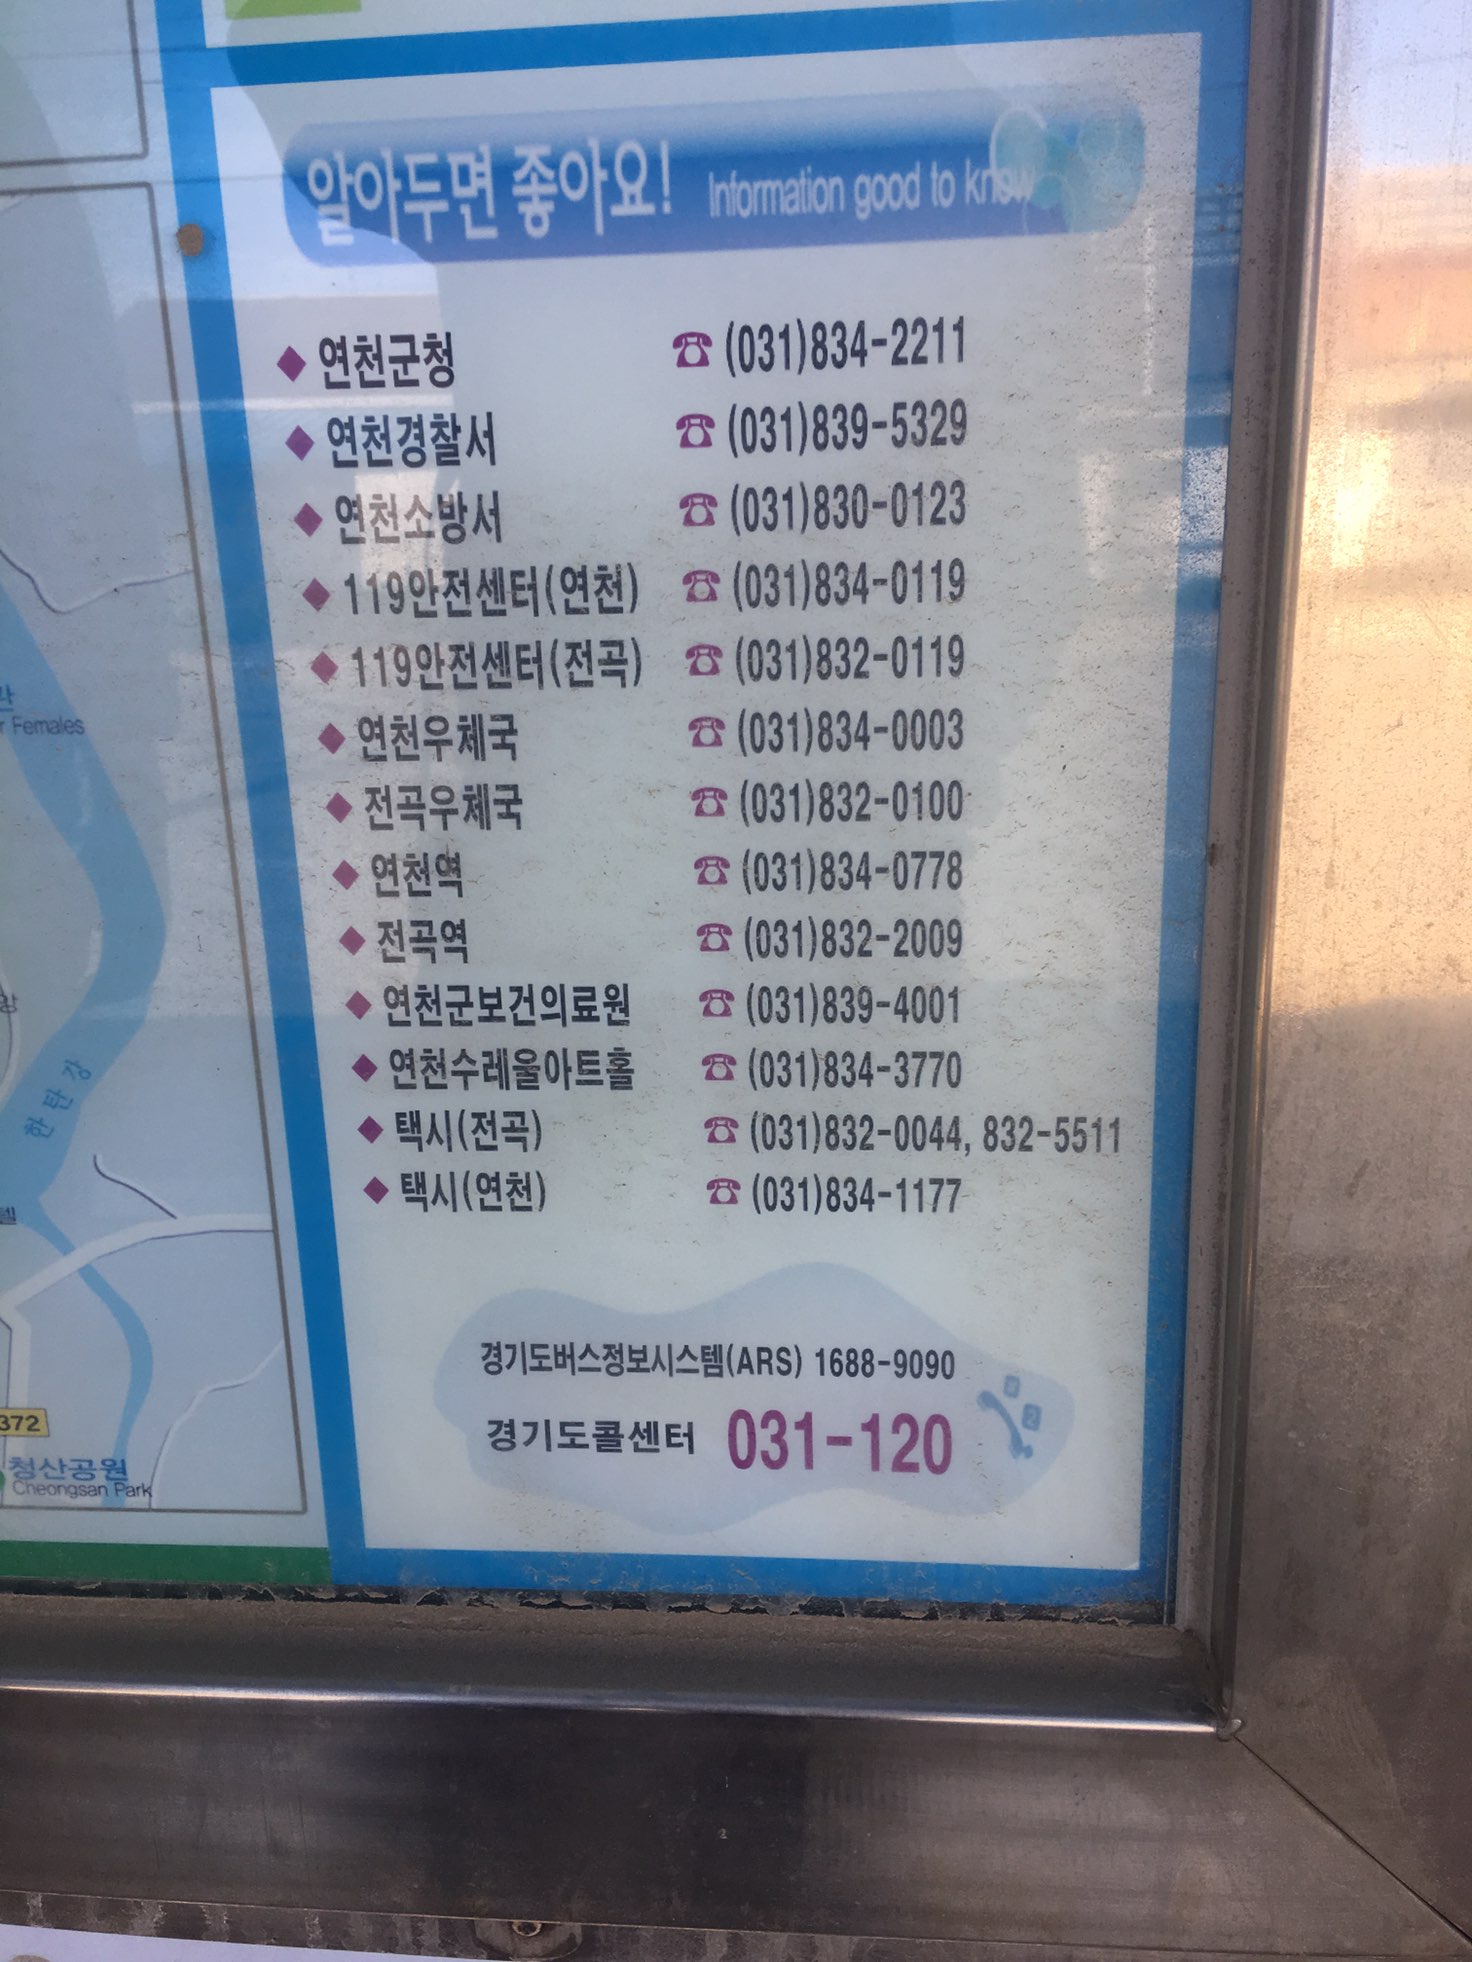 알아두면 좋아요! Information good to know
◆ 연천군청 ☎ (031)834-2211
◆ 연천경찰서 ☎ (031)839-5329
◆ 연천소방서 ☎ (031)830-0123
◆ 119안전센터(연천) ☎ (031)834-0119
◆ 119안전센터(전곡) ☎ (031)832-0119
◆ 연천우체국 ☎ (031)834-0003
◆ 전곡우체국 ☎ (031)832-0100
◆ 연천역 ☎ (031)834-0778
◆ 전곡역 ☎ (031)832-2009
◆ 연천군보건의료원 ☎ (031)839-4001
◆ 연천수레울아트홀 ☎ (031)834-3770
◆ 택시(전곡) ☎ (031)832-0044, 832-5511
◆ 택시(연천) ☎ (031)834-1177
경기도버스정보시스템(ARS) 1688-9090
경기도콜센터 031-120
Females
한탄강
372
청산공원
Cheongsan Park